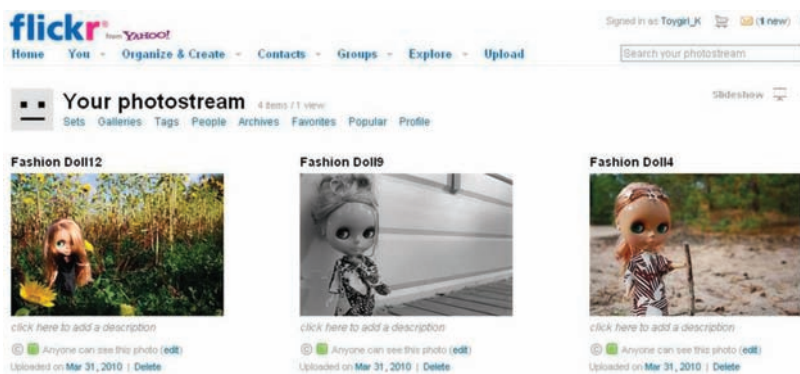 flickr from YAHOO!
Signed in as Toygirl_K (1 new)
Home You Organize & Create Contacts Groups Explore Upload
Search your photostream
Your photostream 4 items / 1 view
Slideshow
Sets Galleries Tags People Archives Favorites Popular Profile
Fashion Doll12 Fashion Doll9 Fashion Doll4
click here to add a description click here to add a description click here to add a description
© Anyone can see this photo (edit) © Anyone can see this photo (edit) © Anyone can see this photo (edit)
Uploaded on Mar 31, 2010 | Delete Uploaded on Mar 31, 2010 | Delete Uploaded on Mar 31, 2010 | Delete